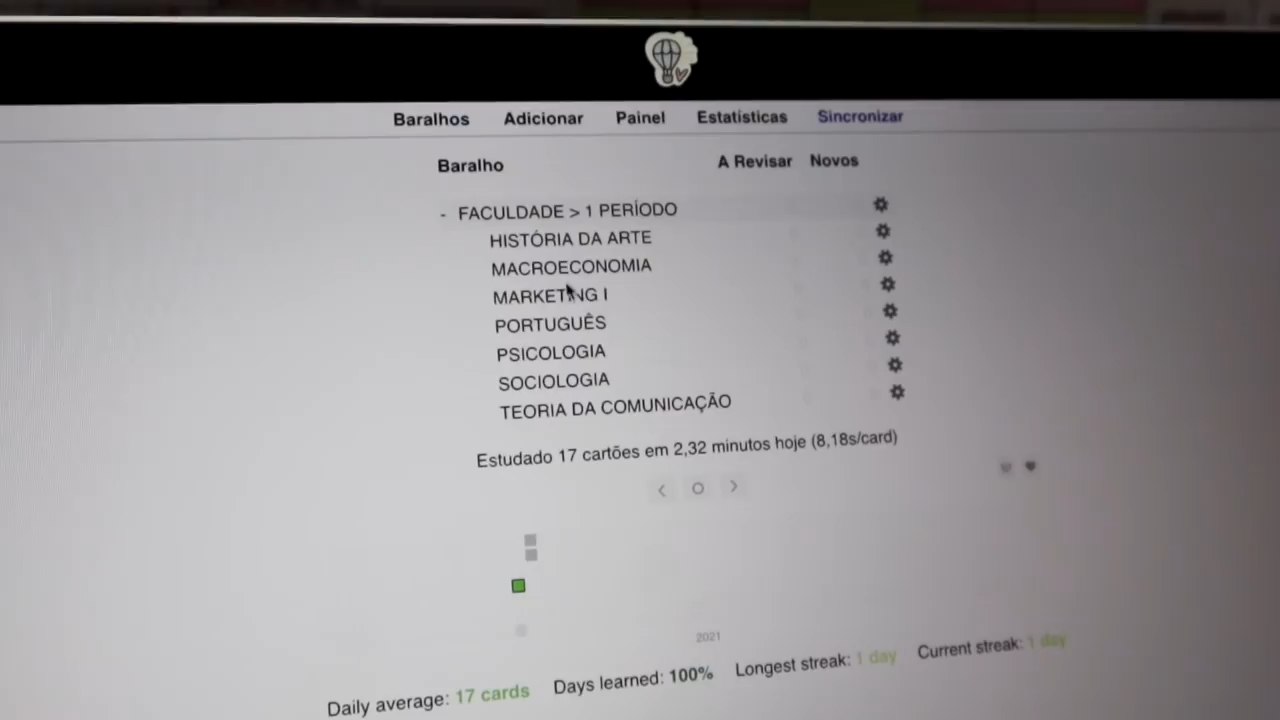 Baralhos Adicionar Painel Estatísticas Sincronizar
Baralho A Revisar Novos
- FACULDADE > 1 PERÍODO
HISTÓRIA DA ARTE
MACROECONOMIA
MARKETING I
PORTUGUÊS
PSICOLOGIA
SOCIOLOGIA
TEORIA DA COMUNICAÇÃO
Estudado 17 cartões em 2,32 minutos hoje (8,18s/card)
2021
Daily average: 17 cards Days learned: 100% Longest streak: 1 day Current streak: 1 day